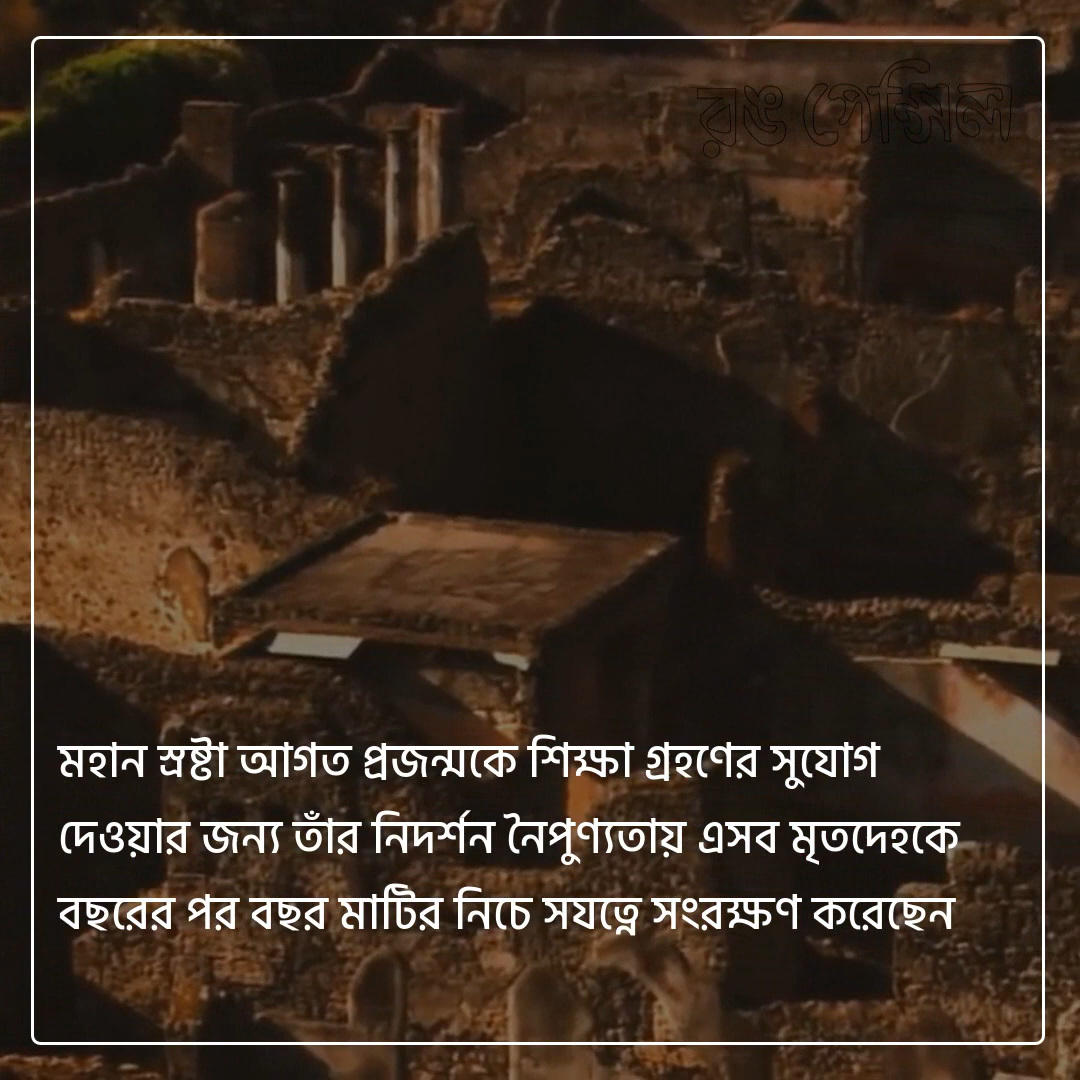 রঙ পেন্সিল
মহান স্রষ্টা আগত প্রজন্মকে শিক্ষা গ্রহণের সুযোগ
দেওয়ার জন্য তাঁর নিদর্শন নৈপুণ্যতায় এসব মৃতদেহকে
বছরের পর বছর মাটির নিচে সযত্নে সংরক্ষণ করেছেন